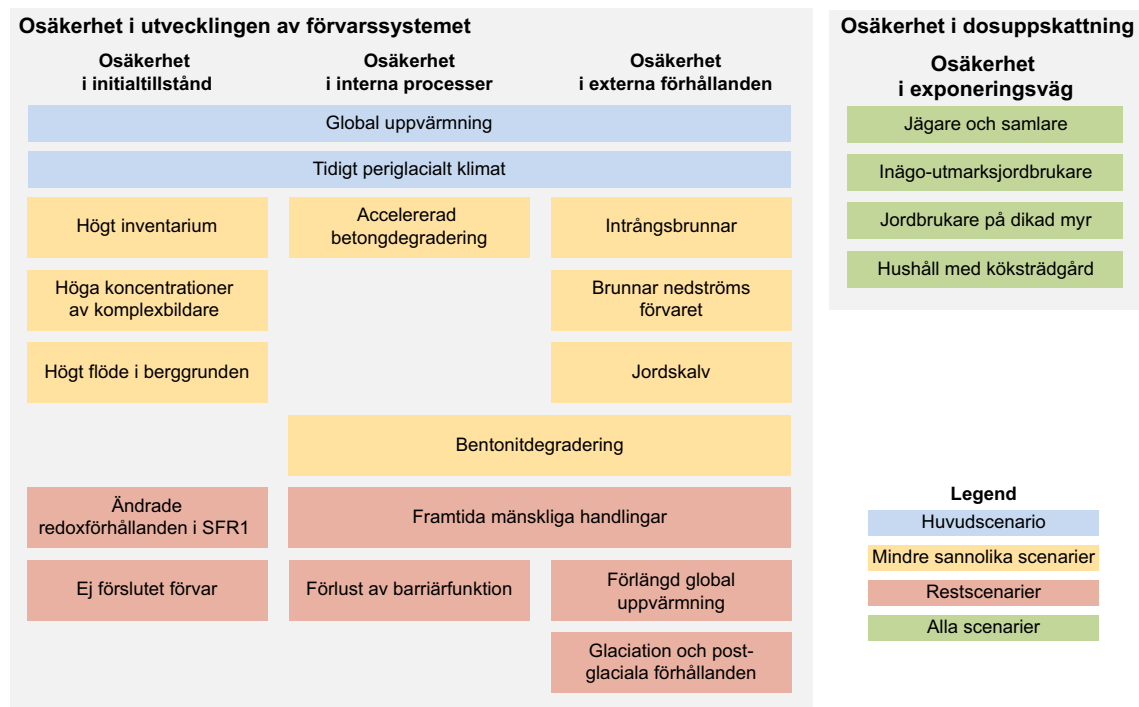 Osäkerhet i utvecklingen av förvarssystemet
Osäkerhet
i initialtillstånd
Osäkerhet
i interna processer
Osäkerhet
i externa förhållanden
Global uppvärmning
Tidigt periglacialt klimat
Högt inventarium
Accelererad
betongdegradering
Intrångsbrunnar
Höga koncentrationer
av komplexbildare
Brunnar nedströms
förvaret
Högt flöde i berggrunden
Jordskalv
Bentonitdegradering
Ändrade
redoxförhållanden i SFR1
Framtida mänskliga handlingar
Ej förslutet förvar
Förlust av barriärfunktion
Förlängd global
uppvärmning
Glaciation och post-
glaciala förhållanden
Osäkerhet i dosuppskattning
Osäkerhet
i exponeringsväg
Jägare och samlare
Inägo-utmarksjordbrukare
Jordbrukare på dikad myr
Hushåll med köksträdgård
Legend
Huvudscenario
Mindre sannolika scenarier
Restscenarier
Alla scenarier